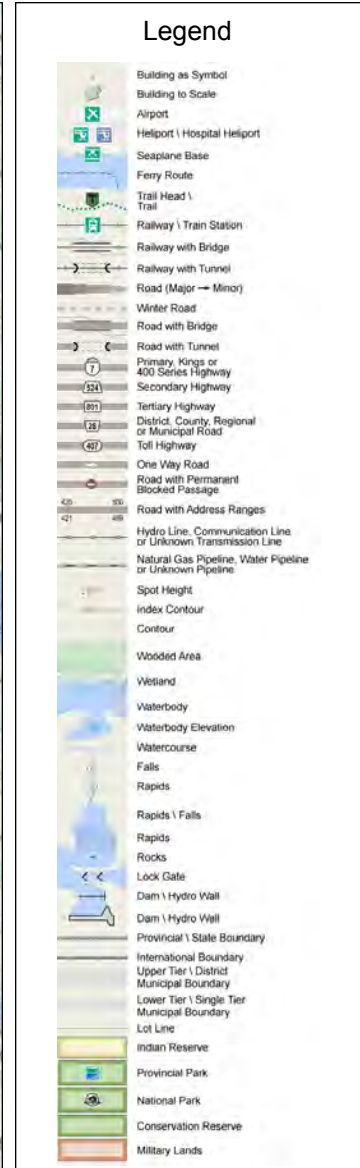 Legend
Building as Symbol
Building to Scale
Airport
Heliport \ Hospital Heliport
Seaplane Base
Ferry Route
Trail Head \
Trail
Railway \ Train Station
Railway with Bridge
Railway with Tunnel
Road (Major → Minor)
Winter Road
Road with Bridge
Road with Tunnel
7
Primary, Kings or
400 Series Highway
524
Secondary Highway
801
Tertiary Highway
28
District, County, Regional
or Municipal Road
407
Toll Highway
One Way Road
Road with Permanent
Blocked Passage
Road with Address Ranges
Hydro Line, Communication Line
or Unknown Transmission Line
Natural Gas Pipeline, Water Pipeline
or Unknown Pipeline
Spot Height
Index Contour
Contour
Wooded Area
Wetland
Waterbody
Waterbody Elevation
Watercourse
Falls
Rapids
Rapids \ Falls
Rapids
Rocks
Lock Gate
Dam \ Hydro Wall
Dam \ Hydro Wall
Provincial \ State Boundary
International Boundary
Upper Tier \ District
Municipal Boundary
Lower Tier \ Single Tier
Municipal Boundary
Lot Line
Indian Reserve
Provincial Park
National Park
Conservation Reserve
Military Lands